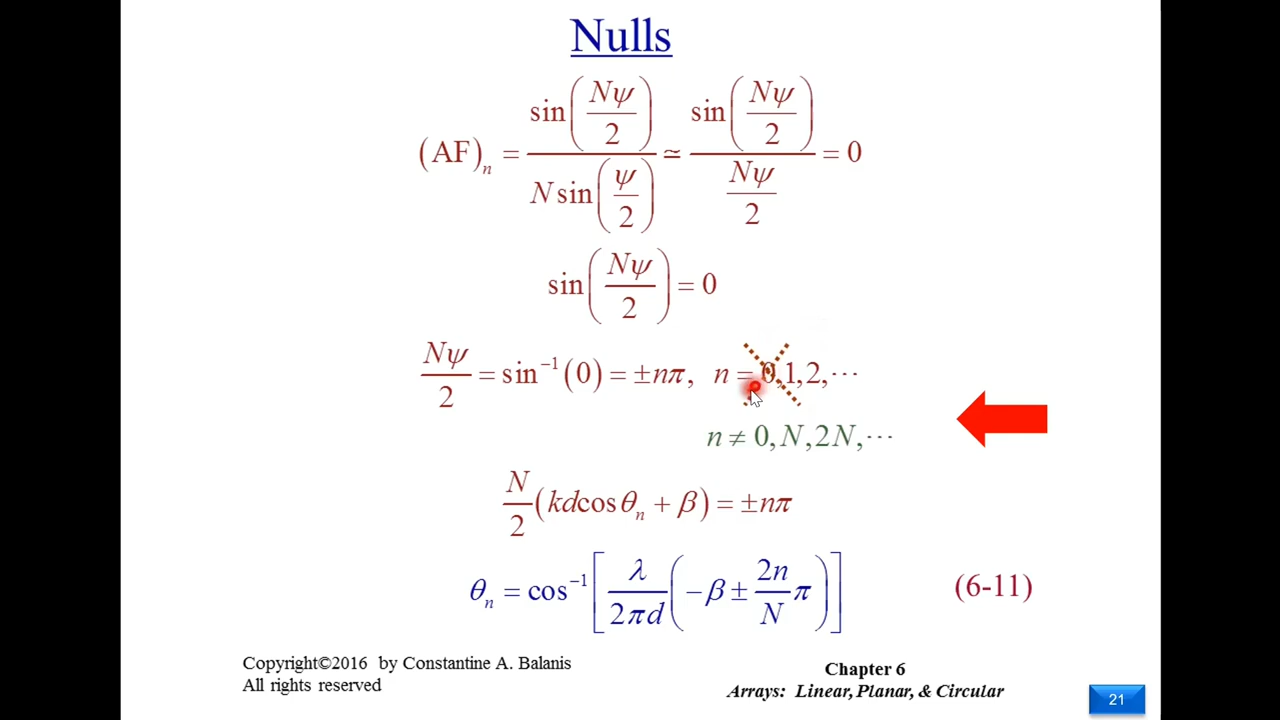 Nulls
(AF)ₙ = sin(Nψ/2) / N sin(ψ/2) ≃ sin(Nψ/2) / (Nψ/2) = 0
sin(Nψ/2) = 0
Nψ/2 = sin⁻¹(0) = ±nπ, n = 0,1,2,⋯
n ≠ 0, N, 2N, ⋯
N/2 (kd cosθₙ + β) = ±nπ
θₙ = cos⁻¹[λ/2πd (−β ± 2n/N π)] (6-11)
Copyright©2016 by Constantine A. Balanis
All rights reserved
Chapter 6
Arrays: Linear, Planar, & Circular
21